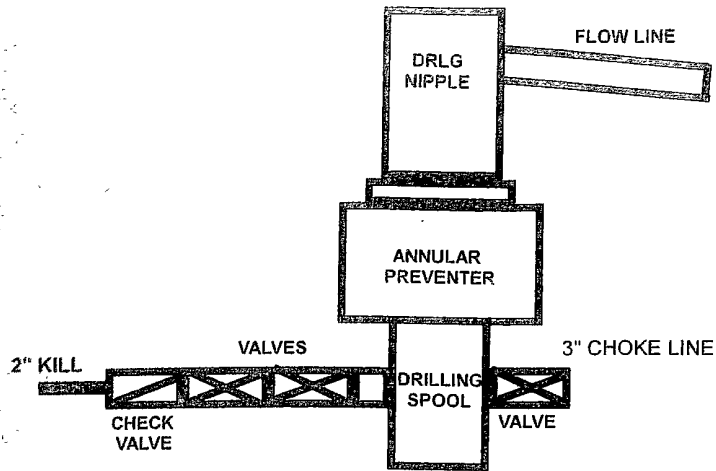 FLOW LINE
DRLG
NIPPLE
ANNULAR
PREVENTER
VALVES
3" CHOKE LINE
2" KILL
DRILLING
SPOOL
CHECK
VALVE
VALVE